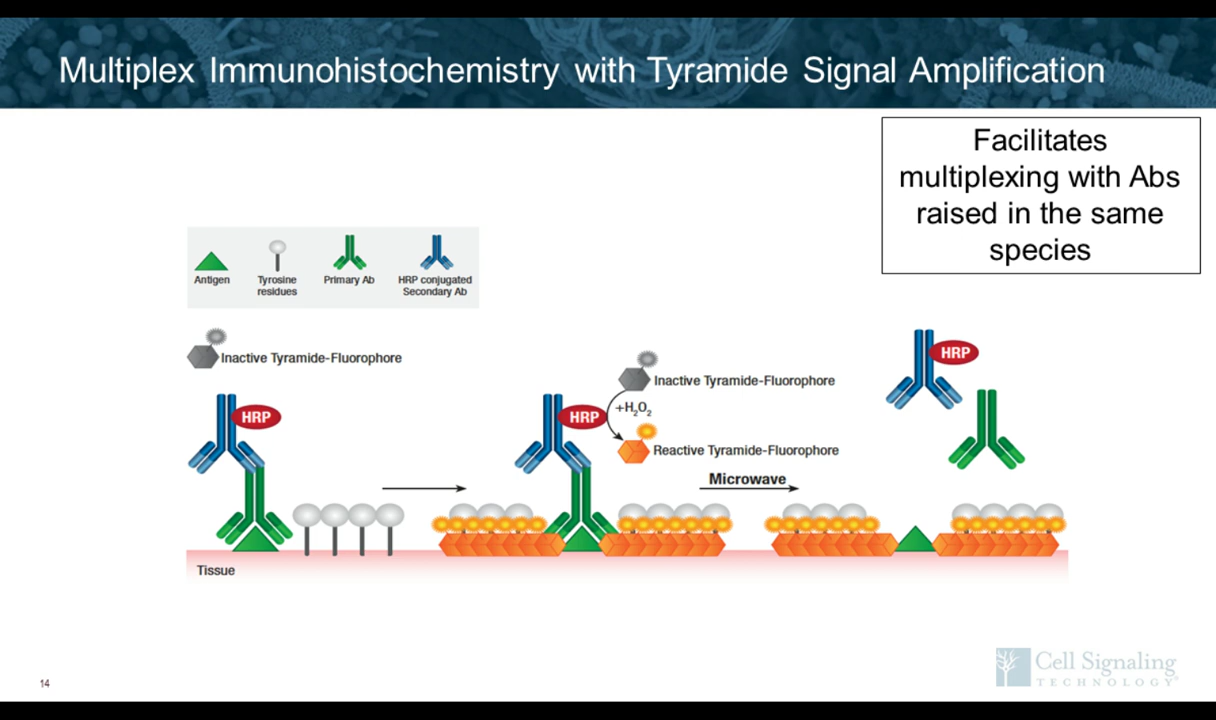 Multiplex Immunohistochemistry with Tyramide Signal Amplification
Facilitates
multiplexing with Abs
raised in the same
species
Antigen
Tyrosine
residues
Primary Ab
HRP conjugated
Secondary Ab
Inactive Tyramide-Fluorophore
HRP
HRP
Inactive Tyramide-Fluorophore
+H₂O₂
Reactive Tyramide-Fluorophore
Microwave
HRP
Tissue
14
Cell Signaling
TECHNOLOGY®